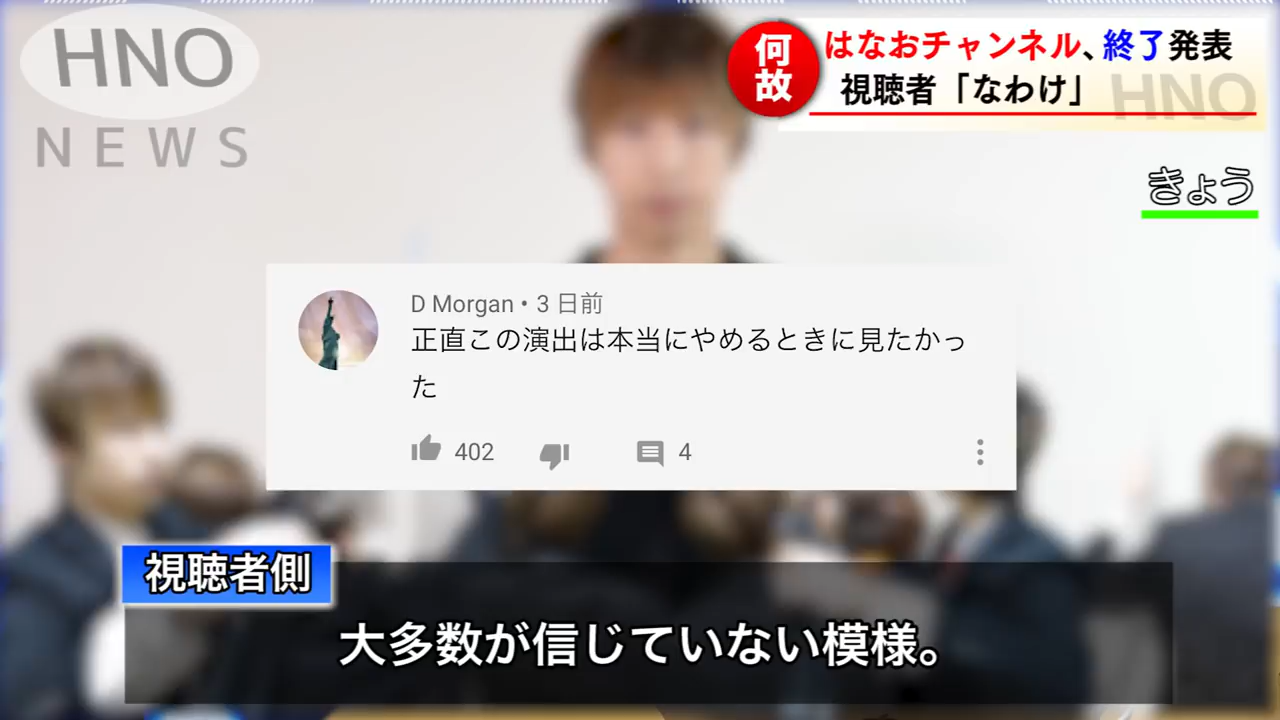 HNO
NEWS
何故
はなおチャンネル、終了発表
視聴者「なわけ」
HNO
きょう
D Morgan • 3 日前
正直この演出は本当にやめるときに見たかっ
た
402
4
視聴者側
大多数が信じていない模様。